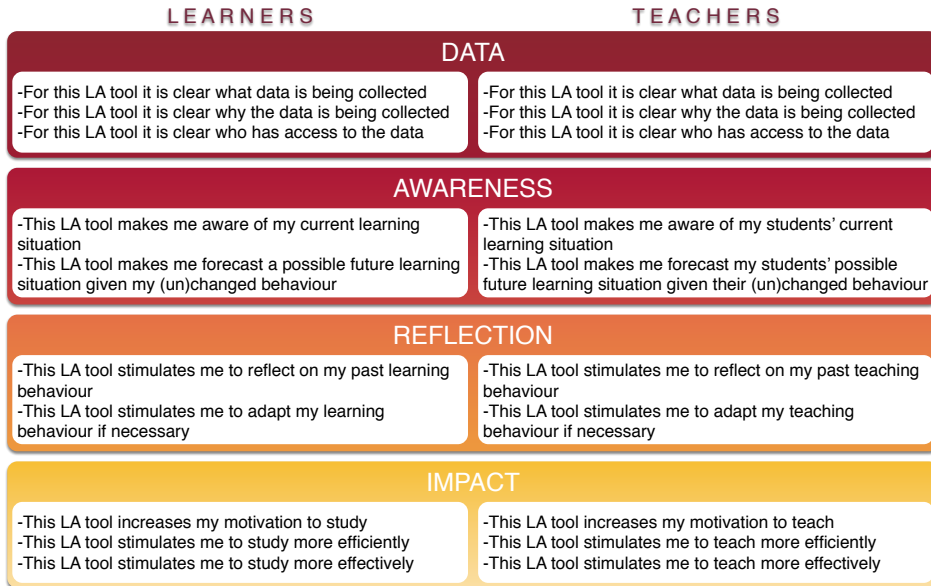 LEARNERS
TEACHERS
DATA
-For this LA tool it is clear what data is being collected
-For this LA tool it is clear why the data is being collected
-For this LA tool it is clear who has access to the data
-For this LA tool it is clear what data is being collected
-For this LA tool it is clear why the data is being collected
-For this LA tool it is clear who has access to the data
AWARENESS
-This LA tool makes me aware of my current learning
situation
-This LA tool makes me forecast a possible future learning
situation given my (un)changed behaviour
-This LA tool makes me aware of my students’ current
learning situation
-This LA tool makes me forecast my students’ possible
future learning situation given their (un)changed behaviour
REFLECTION
-This LA tool stimulates me to reflect on my past learning
behaviour
-This LA tool stimulates me to adapt my learning
behaviour if necessary
-This LA tool stimulates me to reflect on my past teaching
behaviour
-This LA tool stimulates me to adapt my teaching
behaviour if necessary
IMPACT
-This LA tool increases my motivation to study
-This LA tool stimulates me to study more efficiently
-This LA tool stimulates me to study more effectively
-This LA tool increases my motivation to teach
-This LA tool stimulates me to teach more efficiently
-This LA tool stimulates me to teach more effectively